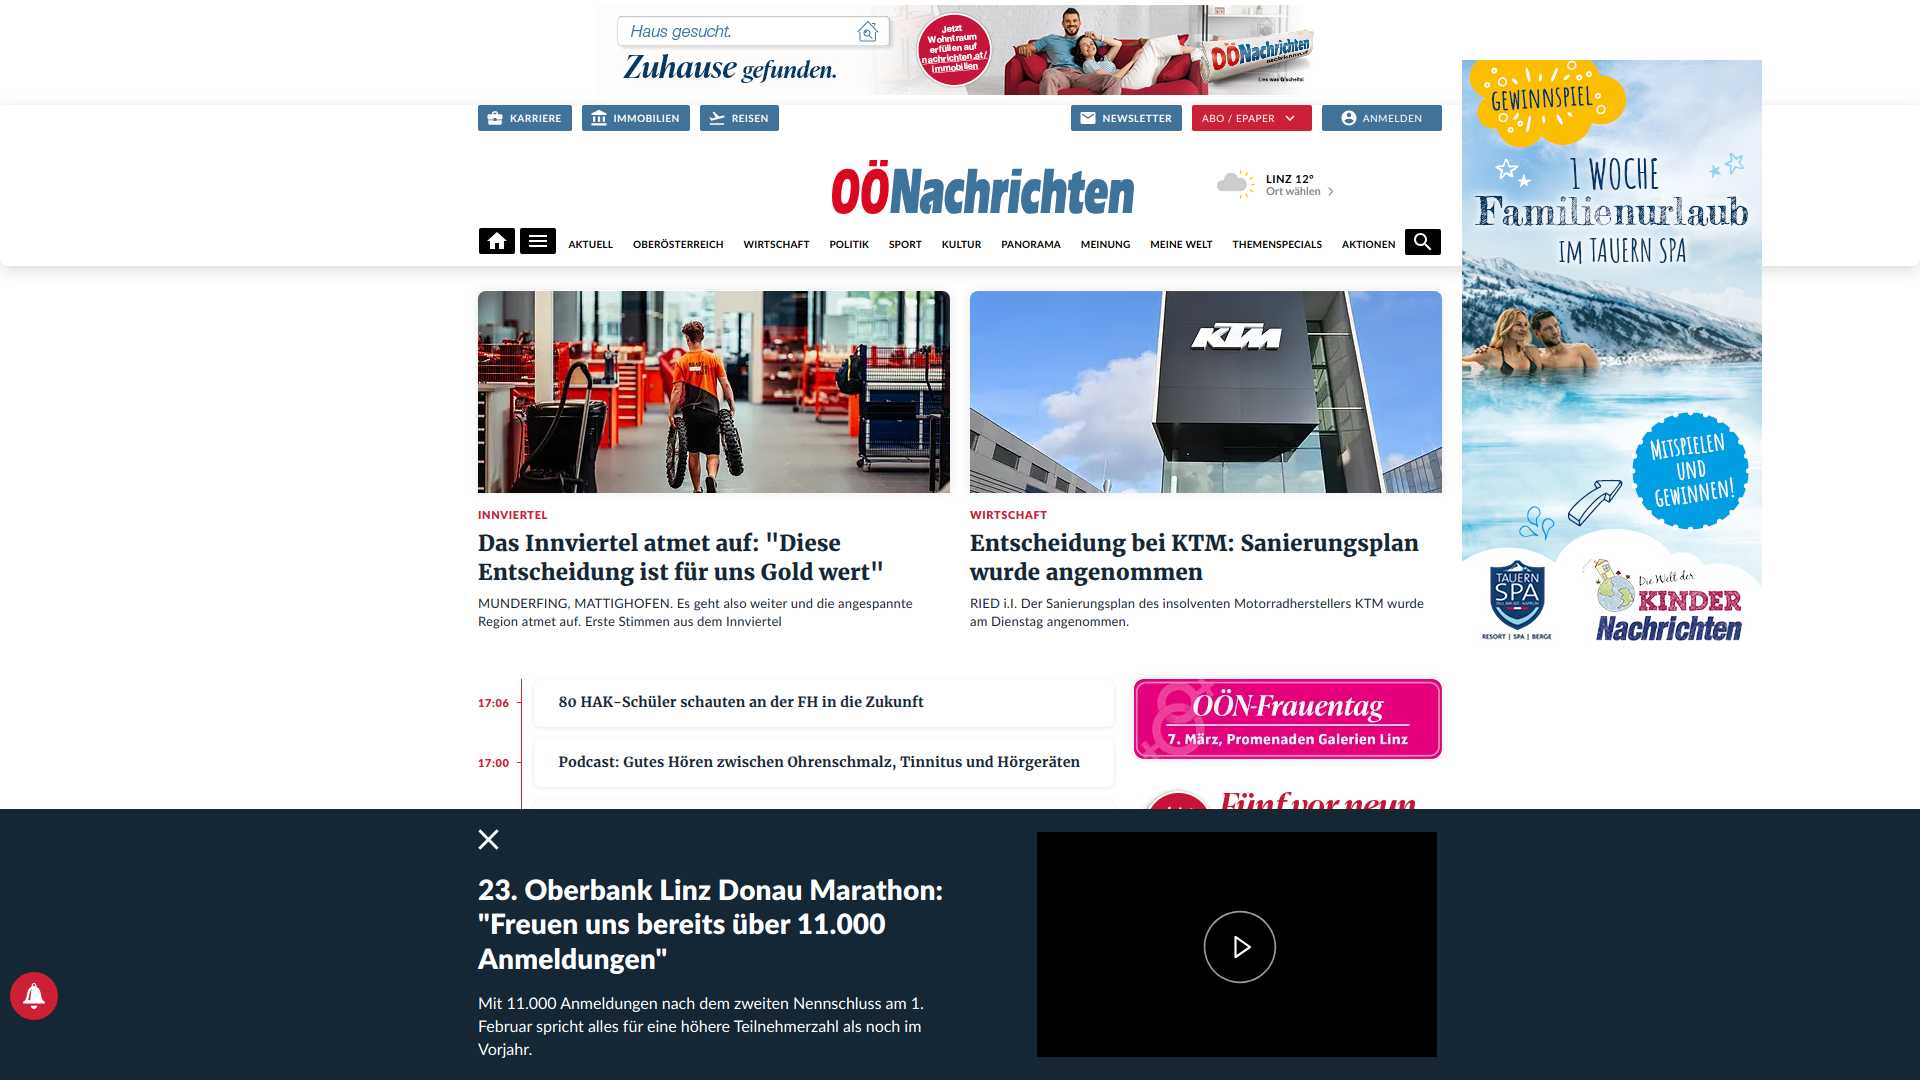 Haus gesucht.
Zuhause gefunden.
Jetzt
Wohntraum
erfüllen auf
nachrichten.at/
immobilien
OÖNachrichten
KARRIERE
IMMOBILIEN
REISEN
NEWSLETTER
ABO / EPAPER
ANMELDEN
OÖNachrichten
LINZ 12°
Ort wählen
AKTUELL
OBERÖSTERREICH
WIRTSCHAFT
POLITIK
SPORT
KULTUR
PANORAMA
MEINUNG
MEINE WELT
THEMENSPECIALS
AKTIONEN
GEWINNSPIEL
1 WOCHE
Familienurlaub
IM TAUERN SPA
MITSPIELEN
UND
GEWINNEN!
TAUERN
SPA
RESORT | SPA | BERGE
Die Welt der
KINDER
Nachrichten
KTM
INNVIERTEL
Das Innviertel atmet auf: "Diese
Entscheidung ist für uns Gold wert"
MUNDERFING, MATTIGHOFEN. Es geht also weiter und die angespannte
Region atmet auf. Erste Stimmen aus dem Innviertel
WIRTSCHAFT
Entscheidung bei KTM: Sanierungsplan
wurde angenommen
RIED i.I. Der Sanierungsplan des insolventen Motorradherstellers KTM wurde
am Dienstag angenommen.
17:06
80 HAK-Schüler schauten an der FH in die Zukunft
17:00
Podcast: Gutes Hören zwischen Ohrenschmalz, Tinnitus und Hörgeräten
OÖN-Frauentag
7. März, Promenaden Galerien Linz
Fünf vor neun
23. Oberbank Linz Donau Marathon:
"Freuen uns bereits über 11.000
Anmeldungen"
Mit 11.000 Anmeldungen nach dem zweiten Nennschluss am 1.
Februar spricht alles für eine höhere Teilnehmerzahl als noch im
Vorjahr.